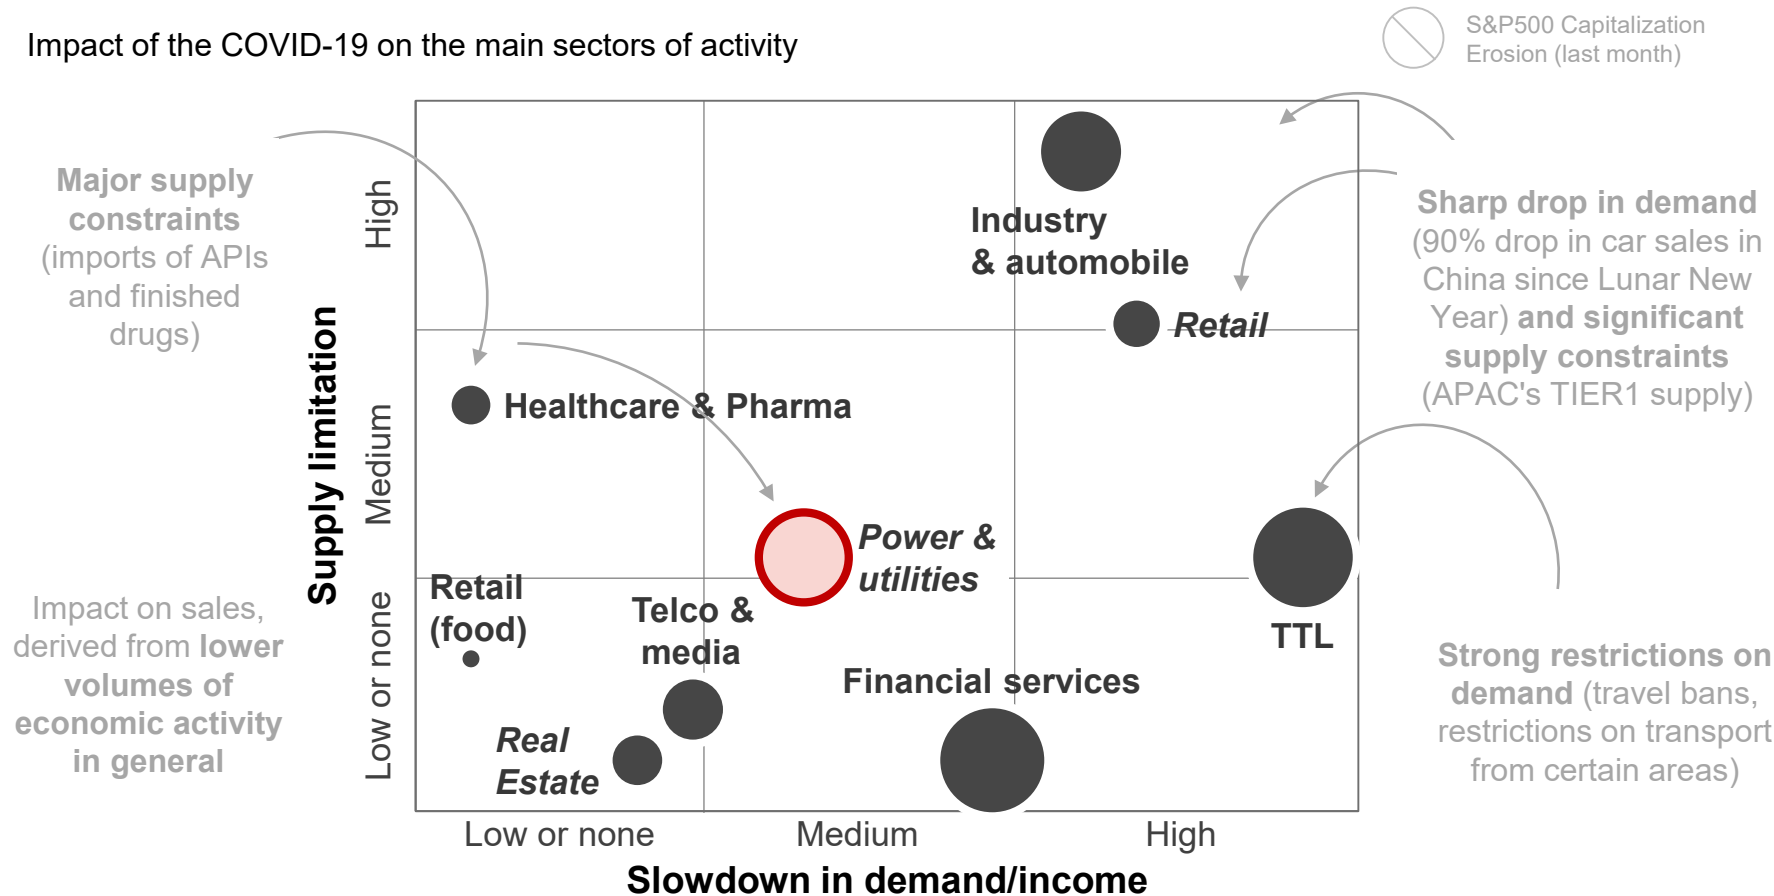 Impact of the COVID-19 on the main sectors of activity
S&P500 Capitalization
Erosion (last month)
Major supply
constraints
(imports of APIs
and finished
drugs)
Impact on sales,
derived from lower
volumes of
economic activity
in general
Supply limitation
High
Medium
Low or none
Industry
& automobile
Retail
Healthcare & Pharma
Power &
utilities
Retail
(food)
Telco &
media
TTL
Financial services
Real
Estate
Low or none
Medium
High
Slowdown in demand/income
Sharp drop in demand
(90% drop in car sales in
China since Lunar New
Year) and significant
supply constraints
(APAC's TIER1 supply)
Strong restrictions on
demand (travel bans,
restrictions on transport
from certain areas)